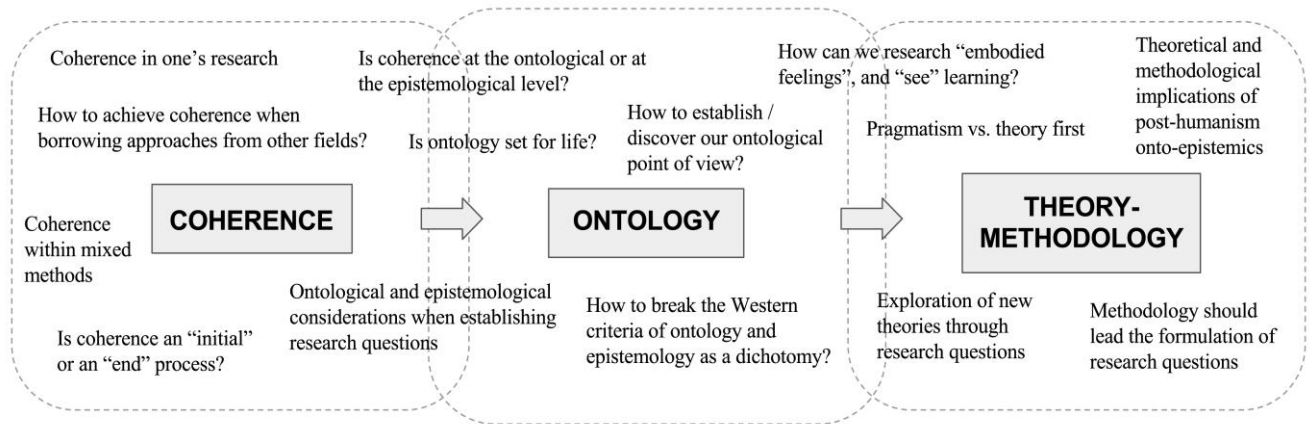 Coherence in one's research
How to achieve coherence when
borrowing approaches from other fields?
COHERENCE
Coherence
within mixed
methods
Is coherence an “initial”
or an “end” process?
Is coherence at the ontological or at
the epistemological level?
Is ontology set for life?
Ontological and epistemological
considerations when establishing
research questions
How to establish /
discover our ontological
point of view?
ONTOLOGY
How to break the Western
criteria of ontology and
epistemology as a dichotomy?
How can we research “embodied
feelings”, and “see” learning?
Pragmatism vs. theory first
Theoretical and
methodological
implications of
post-humanism
onto-epistemics
THEORY-
METHODOLOGY
Exploration of new
theories through
research questions
Methodology should
lead the formulation of
research questions